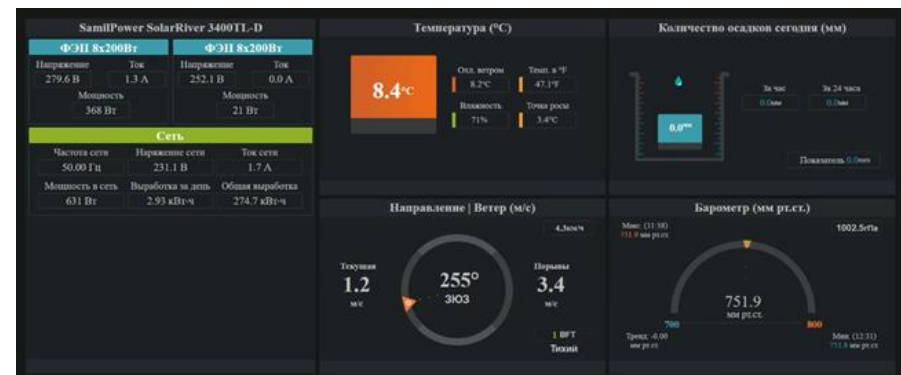 SamilPower SolarRiver 3400TL-D
ФЭП 8x200Вт ФЭП 8x200Вт
Напряжение Ток Напряжение Ток
279.6 В 1.3 А 252.1 В 0.0 А
Мощность Мощность
368 Вт 21 Вт
Сеть
Частота сети Наряжение сети Ток сети
50.00 Гц 231.1 В 1.7 А
Мощность в сеть Выработка за день Общая выработка
631 Вт 2.93 кВт-ч 274.7 кВт-ч
Температура (°C)
8.4°C
Охл. ветром Темп. в °F
8.2°C 47.1°F
Влажность Точка росы
71% 3.4°C
Количество осадков сегодня (мм)
За час За 24 часа
0.0мм 0.0мм
0.0мм
Показатель 0.0mm
Направление | Ветер (м/с)
4.3км/ч
Текущая Порывы
1.2 255° 3.4
м/с ЗЮЗ м/с
1 BFT
Тихий
Барометр (мм рт.ст.)
Макс. (11:58) 1002.5гПа
751.9 мм рт.ст.
751.9
мм рт.ст.
700 800
Тренд: -0.00 Мин. (12:31)
мм рт.ст. 751.8 мм рт.ст.